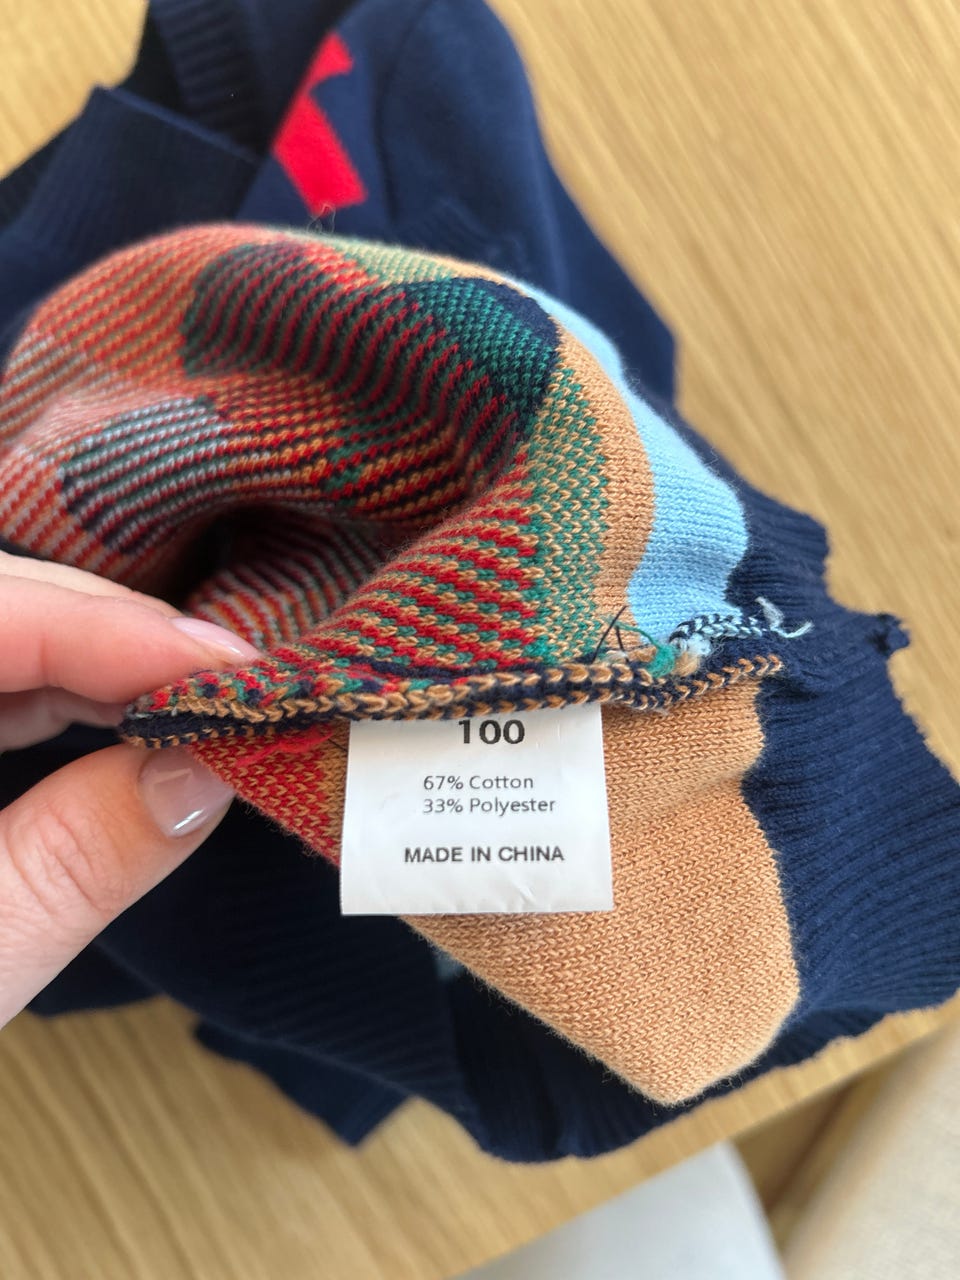 100
67% Cotton
33% Polyester
MADE IN CHINA